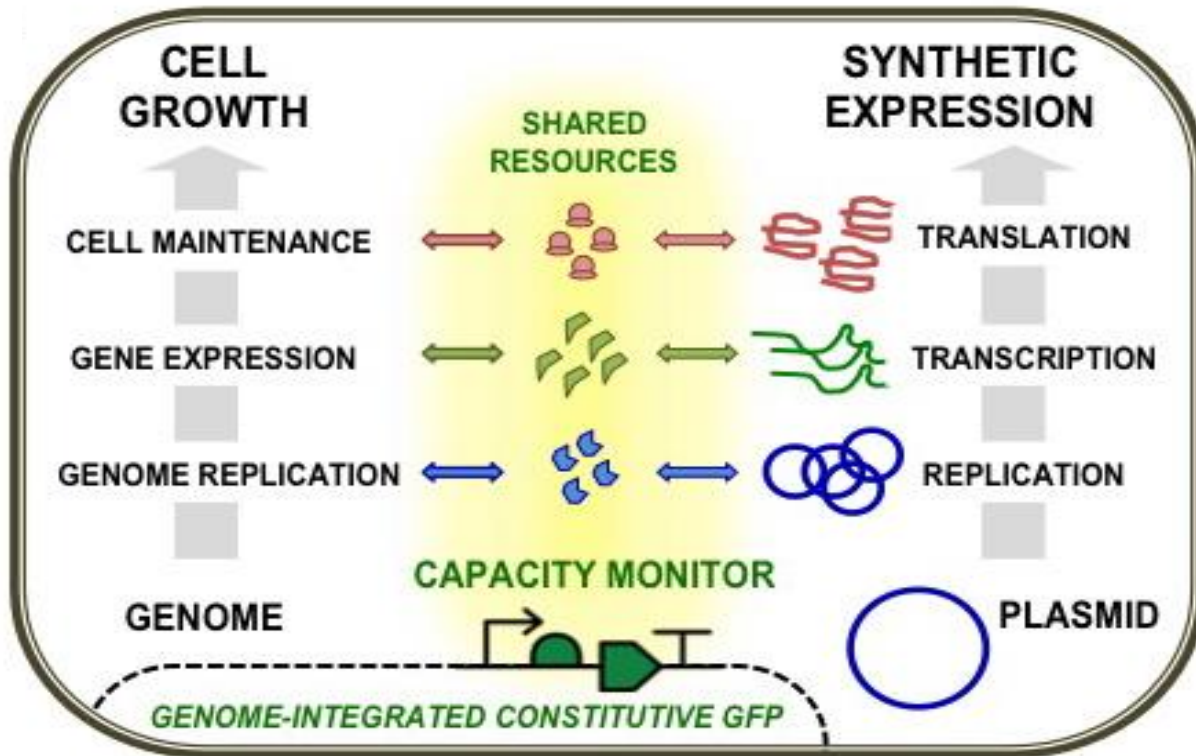 CELL
GROWTH
SYNTHETIC
EXPRESSION
SHARED
RESOURCES
CELL MAINTENANCE
TRANSLATION
GENE EXPRESSION
TRANSCRIPTION
GENOME REPLICATION
REPLICATION
CAPACITY MONITOR
GENOME
PLASMID
GENOME-INTEGRATED CONSTITUTIVE GFP